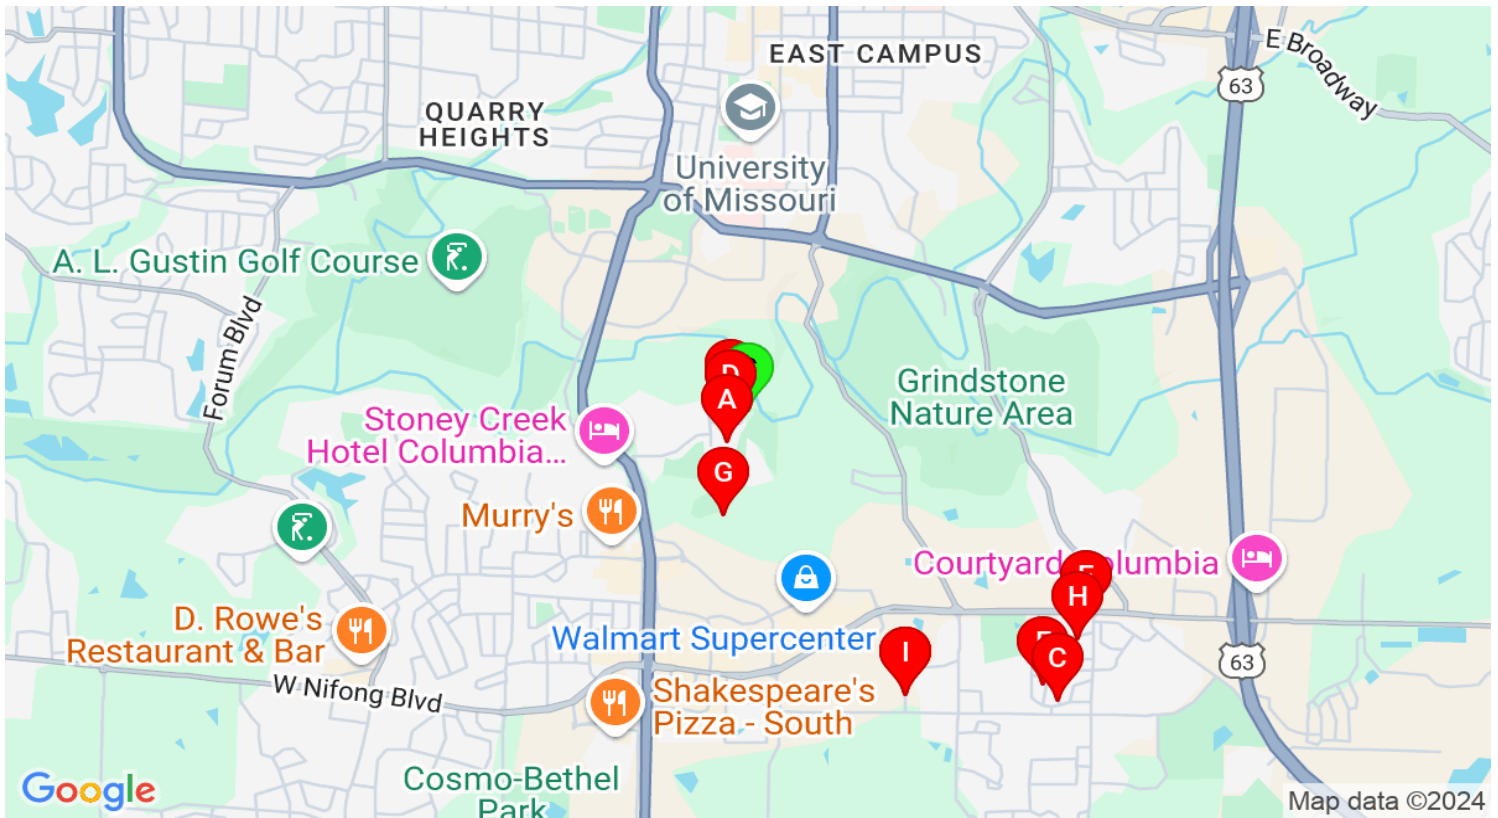 EAST CAMPUS
E Broadway
63
QUARRY
HEIGHTS
University
of Missouri
A. L. Gustin Golf Course
Forum Blvd
D
A
Grindstone
Nature Area
Stoney Creek
Hotel Columbia...
G
Murry's
Courtyard
H
D. Rowe's
Restaurant & Bar
Walmart Supercenter
I
C
63
W Nifong Blvd
Shakespeare's
Pizza - South
Cosmo-Bethel
Park
Google
Map data ©2024